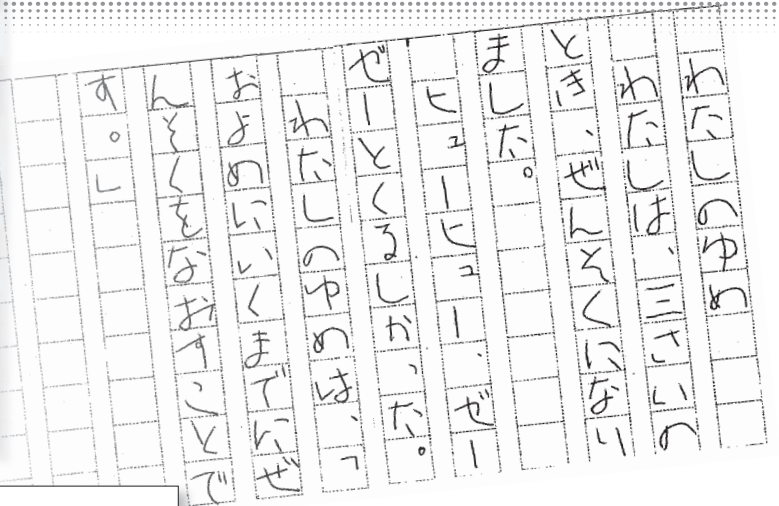 わたしのゆめ
わたしは、三さいの
とき、ぜんそくになり
ました。
ヒューヒュー、ゼー
ゼーとくるしかった。
わたしのゆめは、「
およめにいくまでにぜ
んそくをなおすことで
す。」